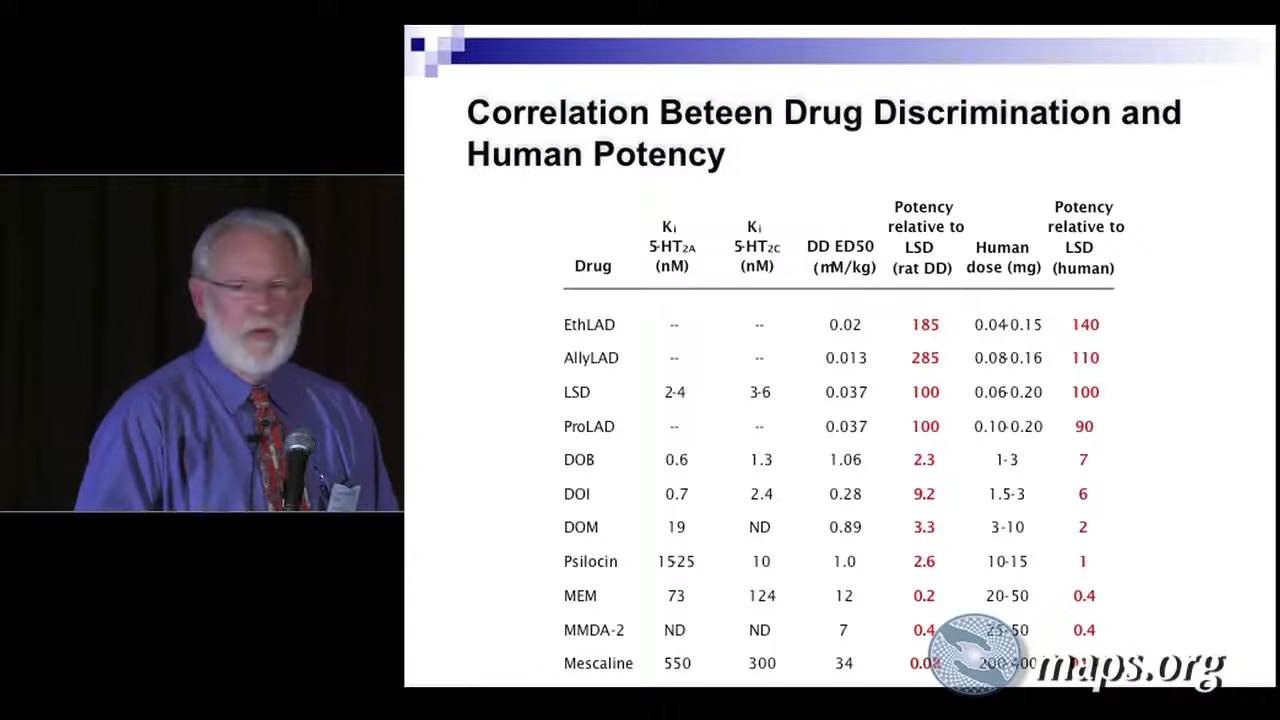 Correlation Beteen Drug Discrimination and
Human Potency
Drug Ki 5-HT2A (nM) Ki 5-HT2C (nM) DD ED50 (mM/kg) Potency relative to LSD (rat DD) Human dose (mg) Potency relative to LSD (human)
EthLAD -- -- 0.02 185 0.04-0.15 140
AllyLAD -- -- 0.013 285 0.08-0.16 110
LSD 2-4 3-6 0.037 100 0.06-0.20 100
ProLAD -- -- 0.037 100 0.10-0.20 90
DOB 0.6 1.3 1.06 2.3 1-3 7
DOI 0.7 2.4 0.28 9.2 1.5-3 6
DOM 19 ND 0.89 3.3 3-10 2
Psilocin 15-25 10 1.0 2.6 10-15 1
MEM 73 124 12 0.2 20-50 0.4
MMDA-2 ND ND 7 0.4 25-50 0.4
Mescaline 550 300 34 200-400
maps.org